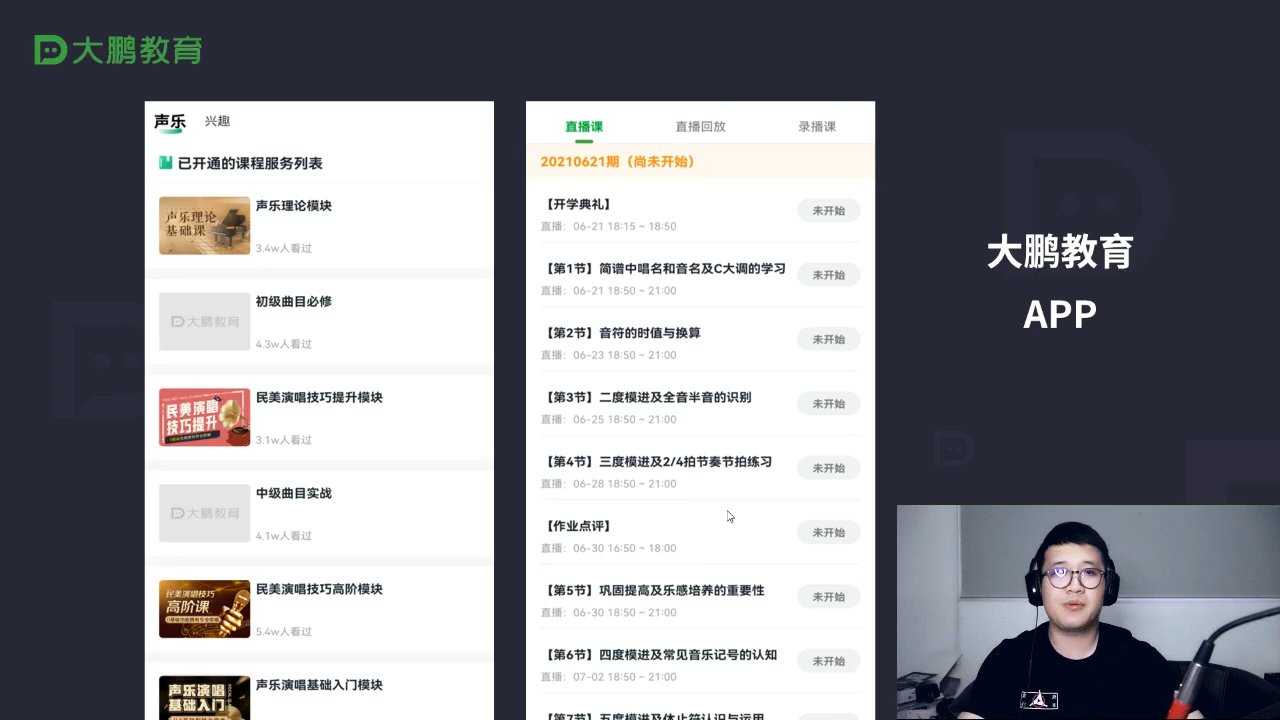 大鹏教育
声乐 兴趣
已开通的课程服务列表
声乐理论
基础课
声乐理论模块
3.4w人看过
大鹏教育
初级曲目必修
4.3w人看过
民美演唱
技巧提升
民美演唱技巧提升模块
3.1w人看过
大鹏教育
中级曲目实战
4.1w人看过
民美演唱技巧
高阶课
民美演唱技巧高阶模块
5.4w人看过
声乐演唱
基础入门
声乐演唱基础入门模块
直播课 直播回放 录播课
20210621期（尚未开始）
【开学典礼】
直播：06-21 18:15 ~ 18:50
未开始
【第1节】简谱中唱名和音名及C大调的学习
直播：06-21 18:50 ~ 21:00
未开始
【第2节】音符的时值与换算
直播：06-23 18:50 ~ 21:00
未开始
【第3节】二度模进及全音半音的识别
直播：06-25 18:50 ~ 21:00
未开始
【第4节】三度模进及2/4拍节奏节拍练习
直播：06-28 18:50 ~ 21:00
未开始
【作业点评】
直播：06-30 16:50 ~ 18:00
未开始
【第5节】巩固提高及乐感培养的重要性
直播：06-30 18:50 ~ 21:00
未开始
【第6节】四度模进及常见音乐记号的认知
直播：07-02 18:50 ~ 21:00
未开始
【第7节】五度模进及休止符认识与运用
大鹏教育
APP